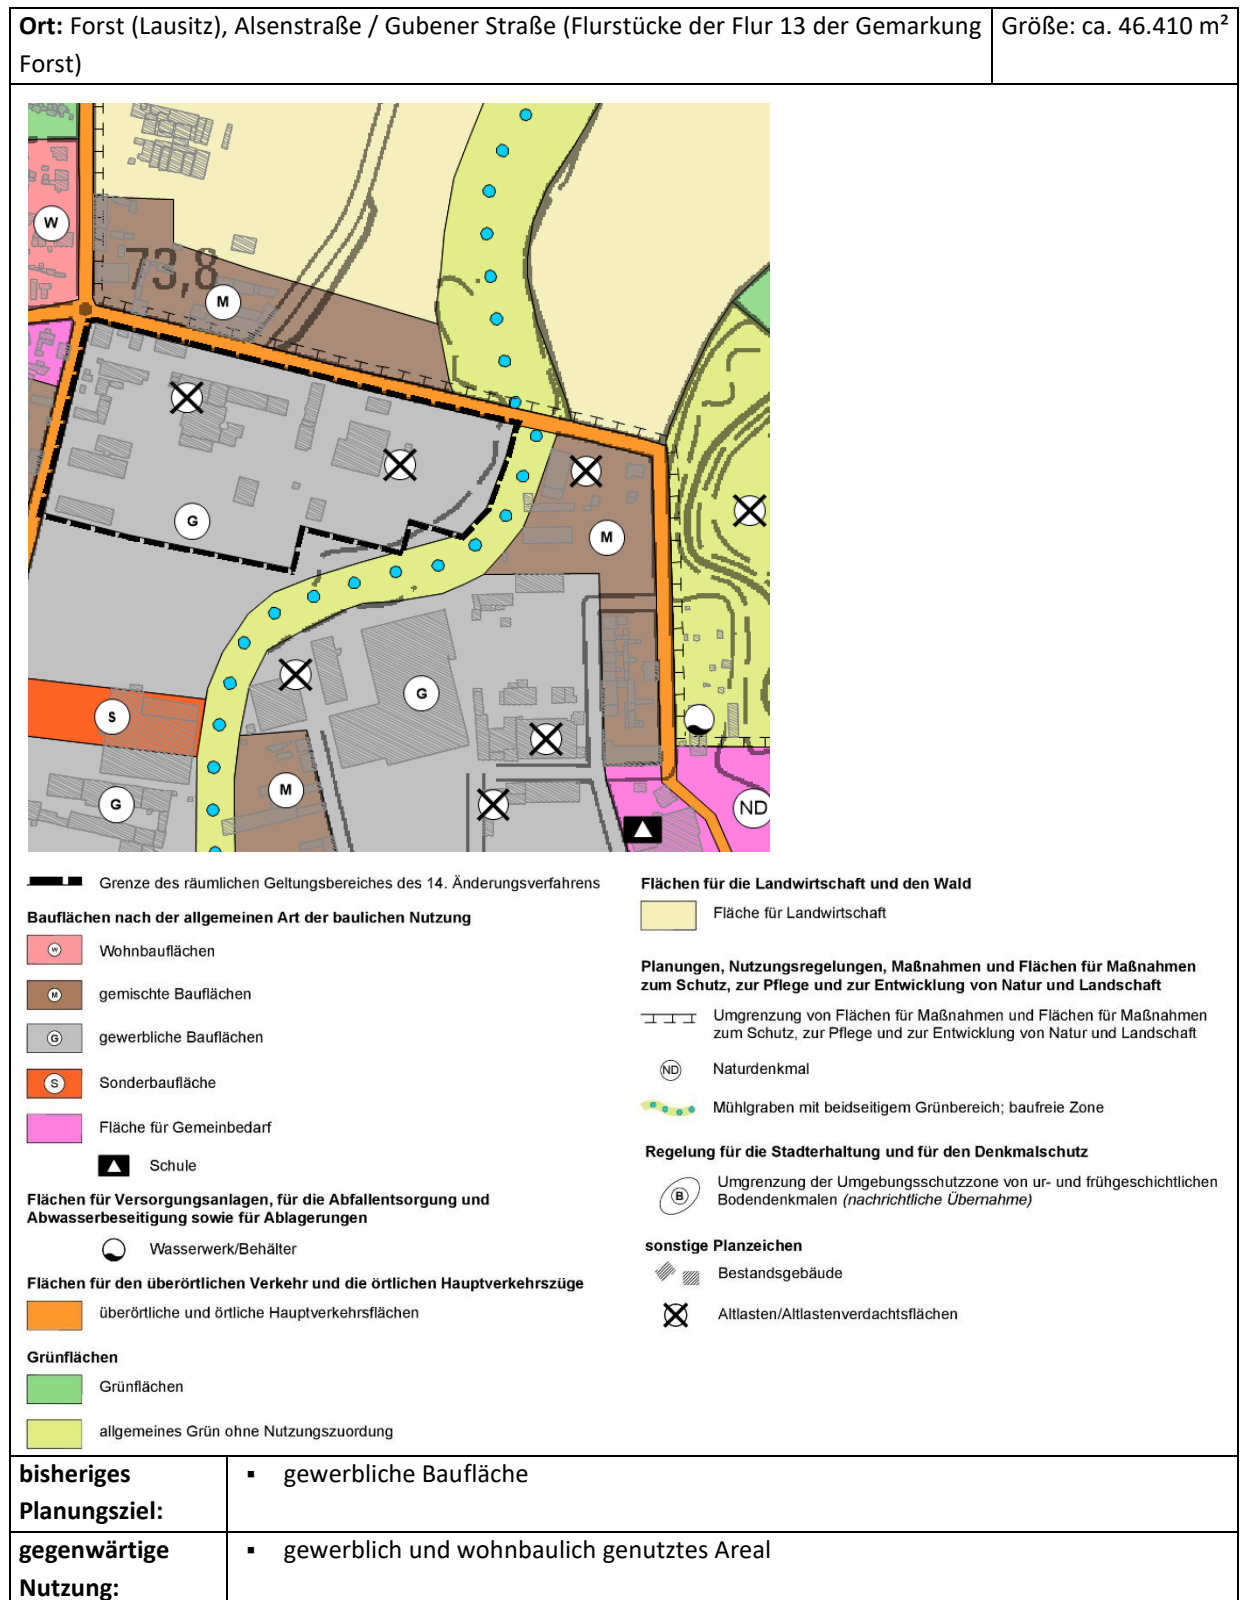 Ort: Forst (Lausitz), Alsenstraße / Gubener Straße (Flurstücke der Flur 13 der Gemarkung
Forst)
Größe: ca. 46.410 m²
W
73,8
M
G
M
G
S
G
M
ND
Grenze des räumlichen Geltungsbereiches des 14. Änderungsverfahrens
Bauflächen nach der allgemeinen Art der baulichen Nutzung
W Wohnbauflächen
M gemischte Bauflächen
G gewerbliche Bauflächen
S Sonderbaufläche
Fläche für Gemeinbedarf
Schule
Flächen für Versorgungsanlagen, für die Abfallentsorgung und
Abwasserbeseitigung sowie für Ablagerungen
Wasserwerk/Behälter
Flächen für den überörtlichen Verkehr und die örtlichen Hauptverkehrszüge
überörtliche und örtliche Hauptverkehrsflächen
Grünflächen
Grünflächen
allgemeines Grün ohne Nutzungszuordung
Flächen für die Landwirtschaft und den Wald
Fläche für Landwirtschaft
Planungen, Nutzungsregelungen, Maßnahmen und Flächen für Maßnahmen
zum Schutz, zur Pflege und zur Entwicklung von Natur und Landschaft
Umgrenzung von Flächen für Maßnahmen und Flächen für Maßnahmen
zum Schutz, zur Pflege und zur Entwicklung von Natur und Landschaft
ND Naturdenkmal
Mühlgraben mit beidseitigem Grünbereich; baufreie Zone
Regelung für die Stadterhaltung und für den Denkmalschutz
Umgrenzung der Umgebungsschutzzone von ur- und frühgeschichtlichen
B Bodendenkmalen (nachrichtliche Übernahme)
sonstige Planzeichen
Bestandsgebäude
Altlasten/Altlastenverdachtsflächen
bisheriges
Planungsziel:
▪ gewerbliche Baufläche
gegenwärtige
Nutzung:
▪ gewerblich und wohnbaulich genutztes Areal